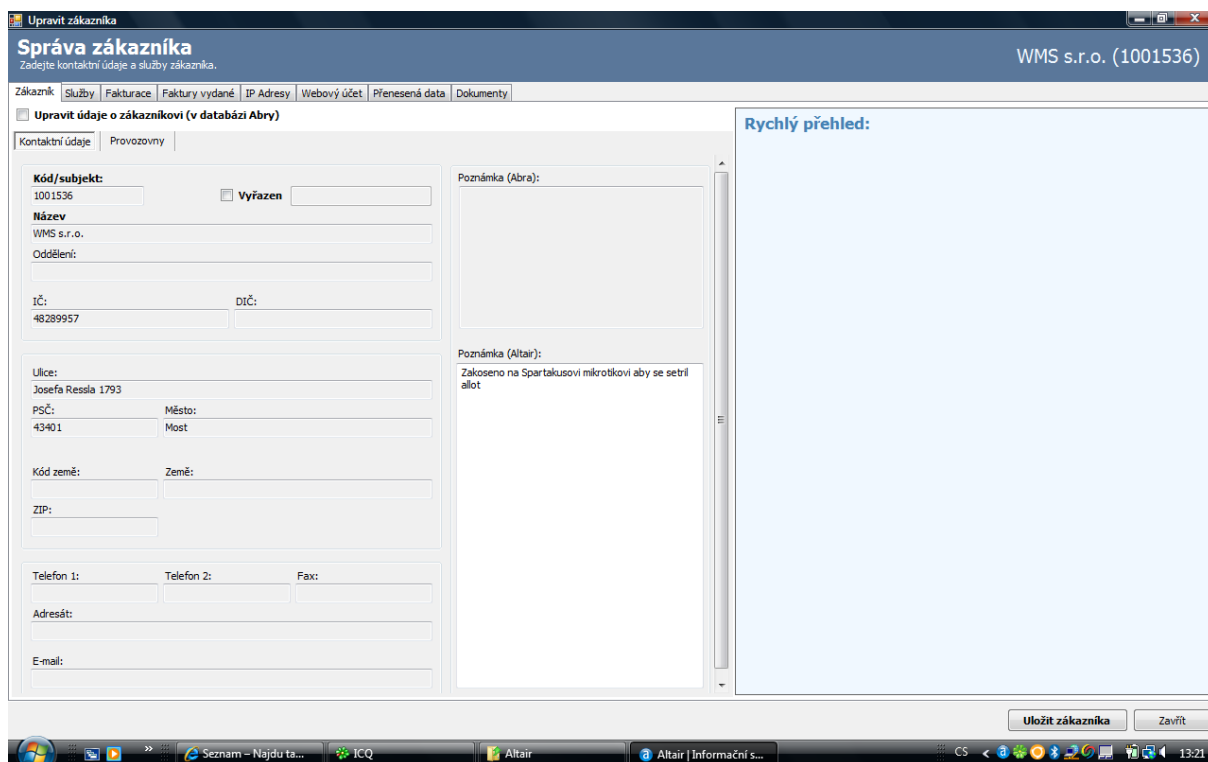 Upravit zákazníka
Správa zákazníka
Zadejte kontaktní údaje a služby zákazníka.
WMS s.r.o. (1001536)
Zákazník Služby Fakturace Faktury vydané IP Adresy Webový účet Přenesená data Dokumenty
Upravit údaje o zákazníkovi (v databázi Abry)
Kontaktní údaje Provozovny
Rychlý přehled:
Kód/subjekt:
1001536
Vyřazen
Název
WMS s.r.o.
Oddělení:
IČ: DIČ:
48289957
Ulice:
Josefa Ressla 1793
PSČ: Město:
43401 Most
Kód země: Země:
ZIP:
Telefon 1: Telefon 2: Fax:
Adresát:
E-mail:
Poznámka (Abra):
Poznámka (Altair):
Zakoseno na Spartakusovi mikrotikovi aby se setril
allot
Uložit zákazníka Zavřít
Seznam – Najdu ta... ICQ Altair Altair | Informační s... CS 13:21